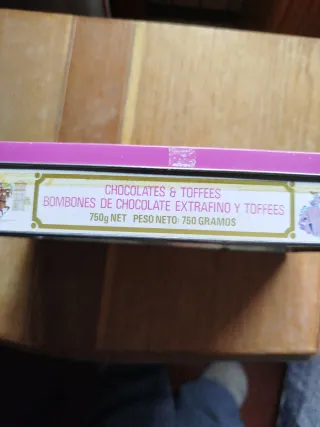 CHOCOLATES & TOFFEES
BOMBONES DE CHOCOLATE EXTRAFINO Y TOFFEES
750g NET PESO NETO: 750 GRAMOS